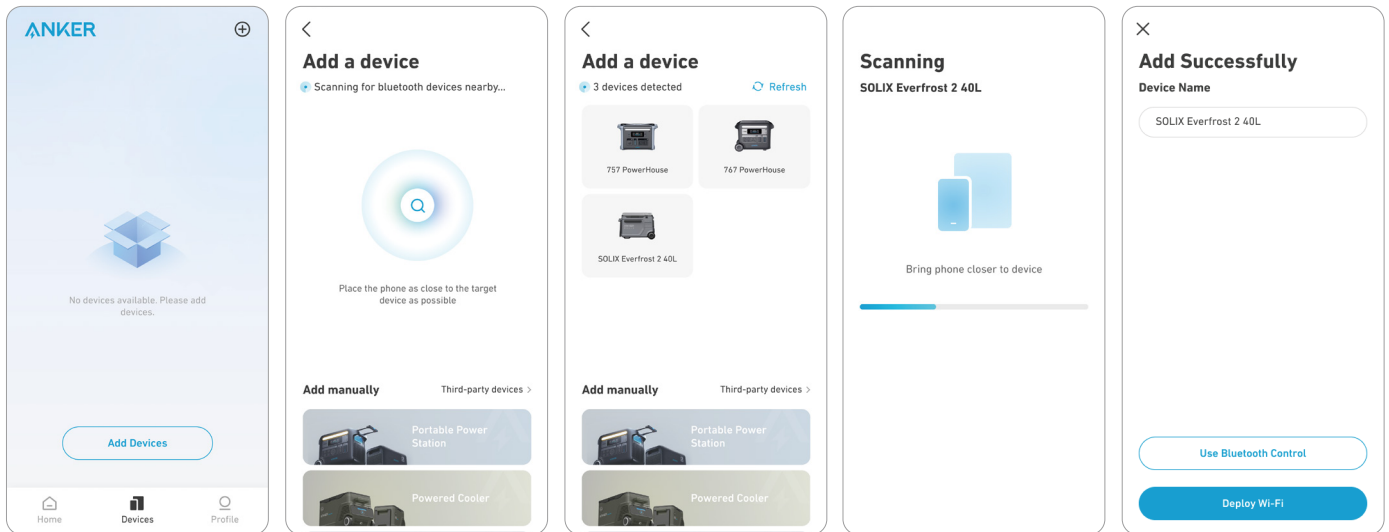 ANKER
No devices available. Please add
devices.
Add Devices
Home
Devices
Profile
Add a device
Scanning for bluetooth devices nearby...
Place the phone as close to the target
device as possible
Add manually
Third-party devices >
Portable Power
Station
Powered Cooler
Add a device
3 devices detected
Refresh
757 PowerHouse
767 PowerHouse
SOLIX Everfrost 2 40L
Add manually
Third-party devices >
Portable Power
Station
Powered Cooler
Scanning
SOLIX Everfrost 2 40L
Bring phone closer to device
Add Successfully
Device Name
SOLIX Everfrost 2 40L
Use Bluetooth Control
Deploy Wi-Fi